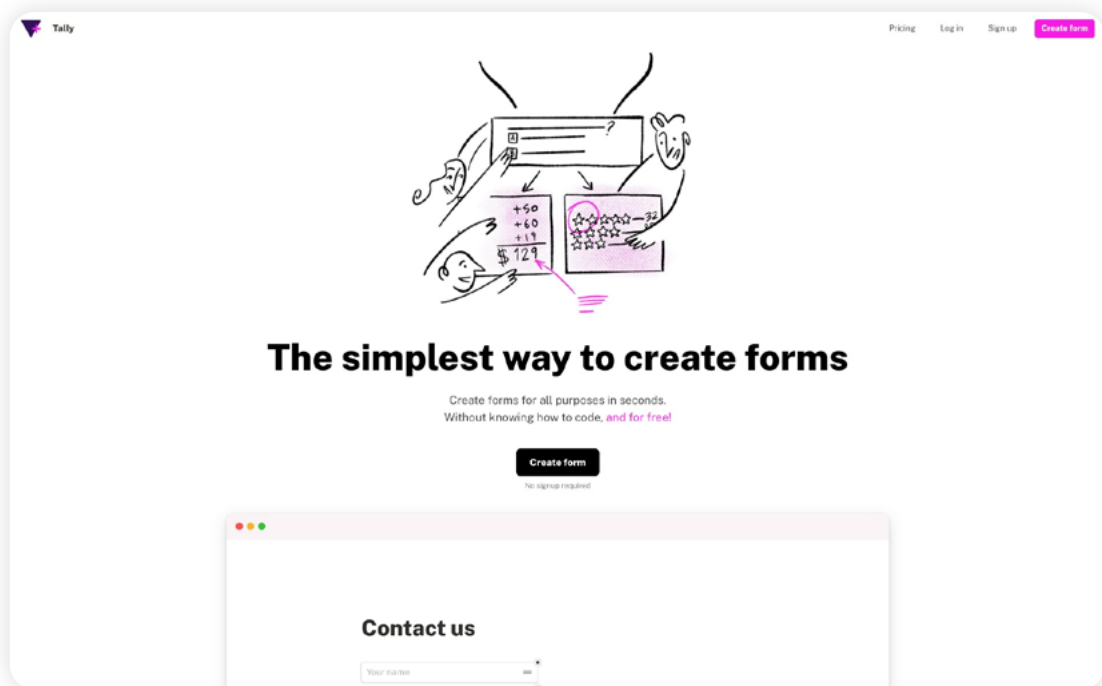 Tally
Pricing Log in Sign up Create form
?
A
+50
+60
+19
$ 129
32
The simplest way to create forms
Create forms for all purposes in seconds.
Without knowing how to code, and for free!
Create form
No signup required
Contact us
Your name